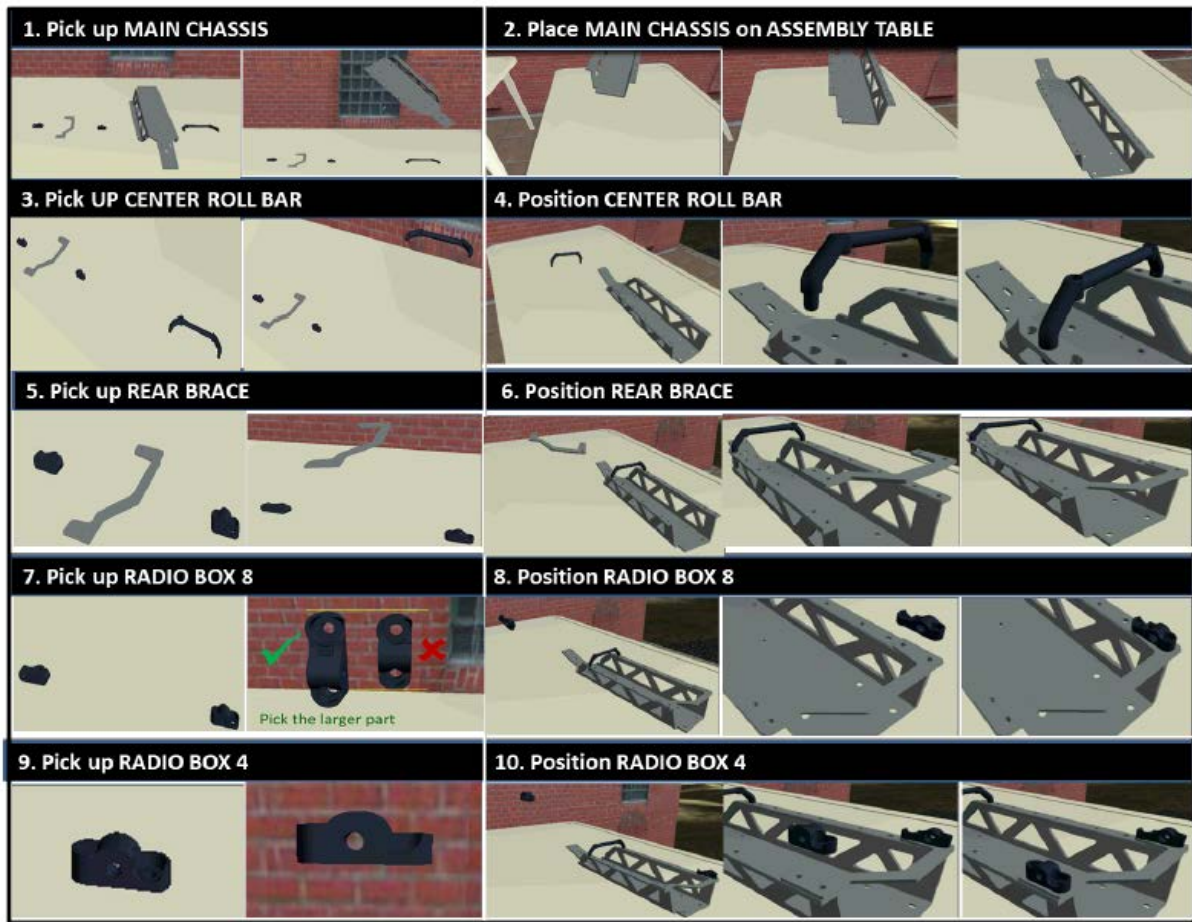 1. Pick up MAIN CHASSIS
2. Place MAIN CHASSIS on ASSEMBLY TABLE
3. Pick UP CENTER ROLL BAR
4. Position CENTER ROLL BAR
5. Pick up REAR BRACE
6. Position REAR BRACE
7. Pick up RADIO BOX 8
Pick the larger part
8. Position RADIO BOX 8
9. Pick up RADIO BOX 4
10. Position RADIO BOX 4